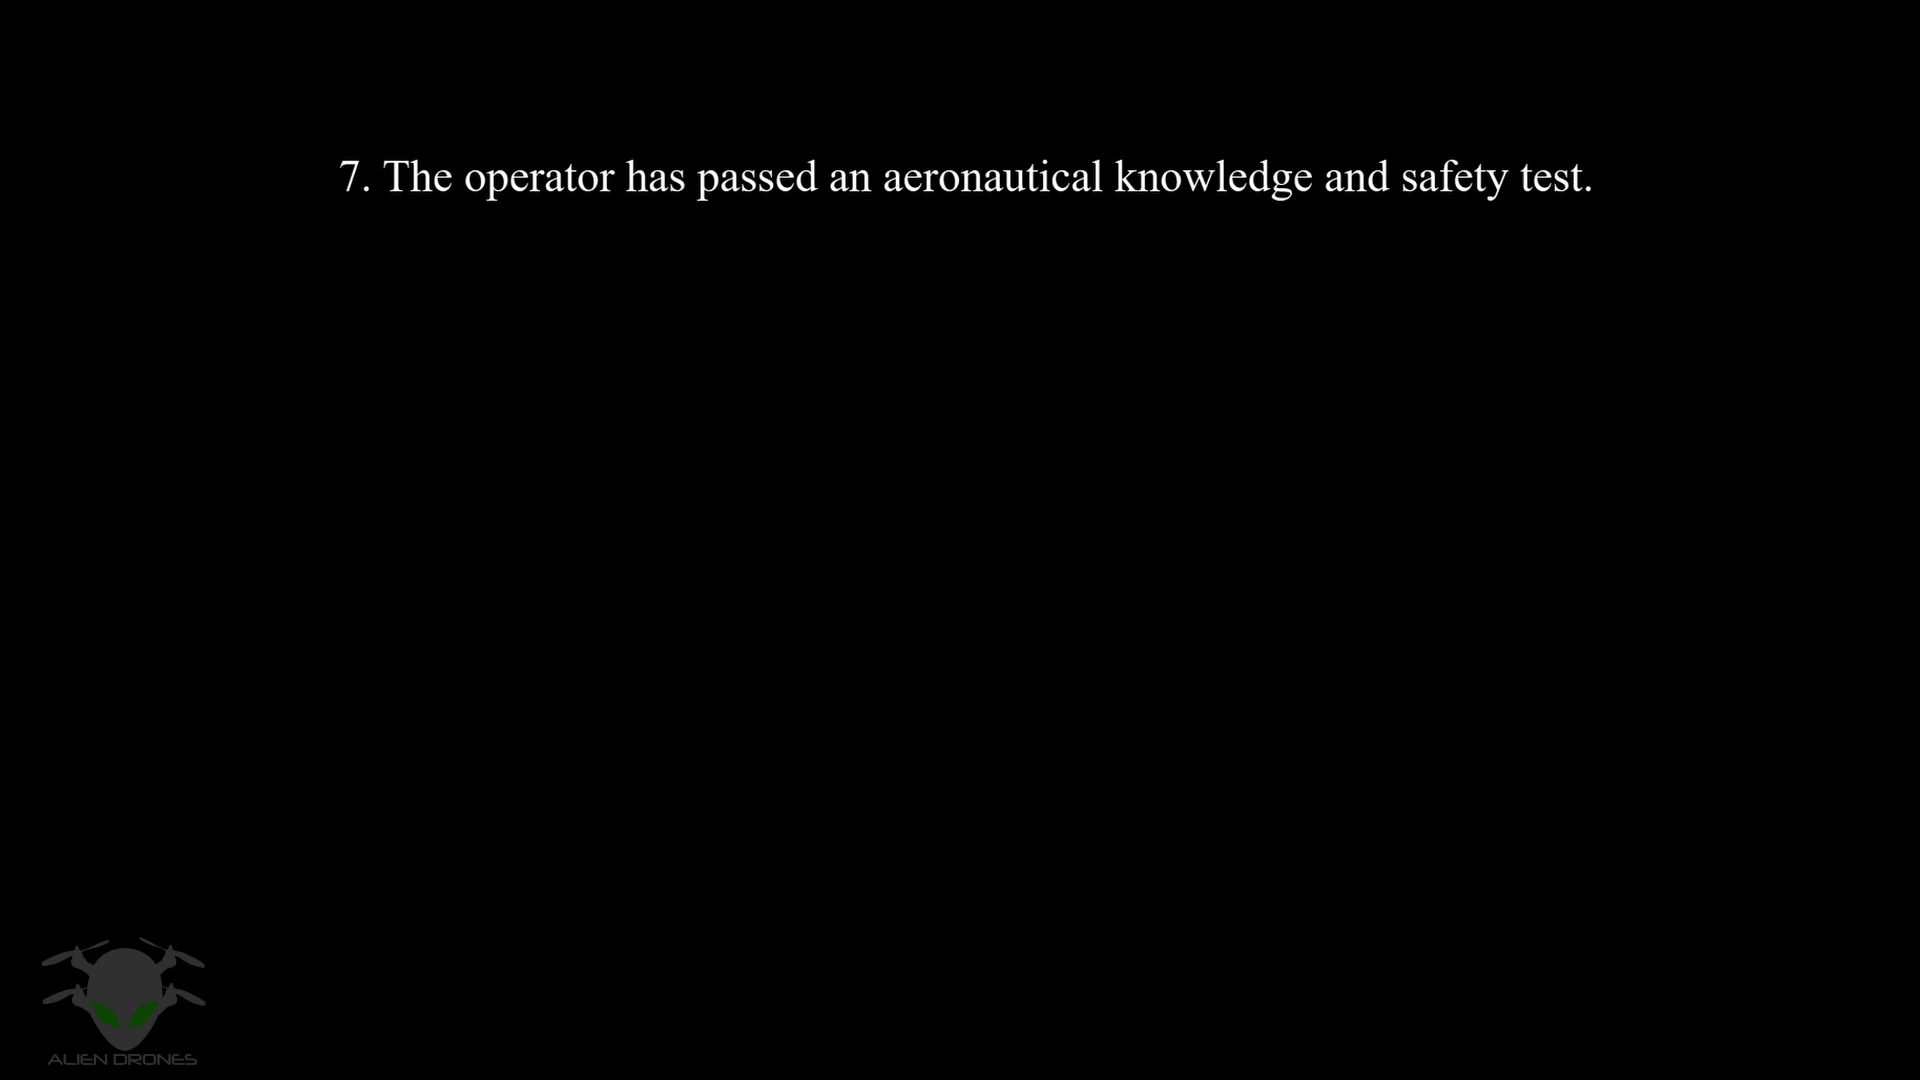 7. The operator has passed an aeronautical knowledge and safety test.
ALIEN DRONES